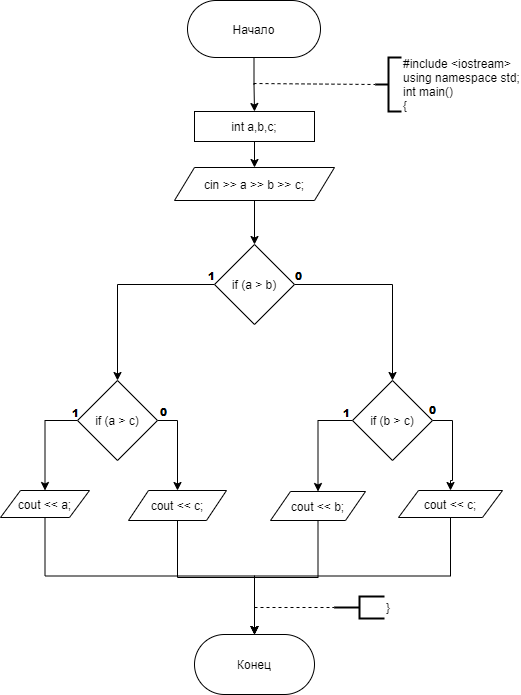 Начало
#include <iostream>
using namespace std;
int main()
{
int a,b,c;
cin >> a >> b >> c;
1
if (a > b)
0
1
if (a > c)
0
1
if (b > c)
0
cout << a;
cout << c;
cout << b;
cout << c;
}
Конец